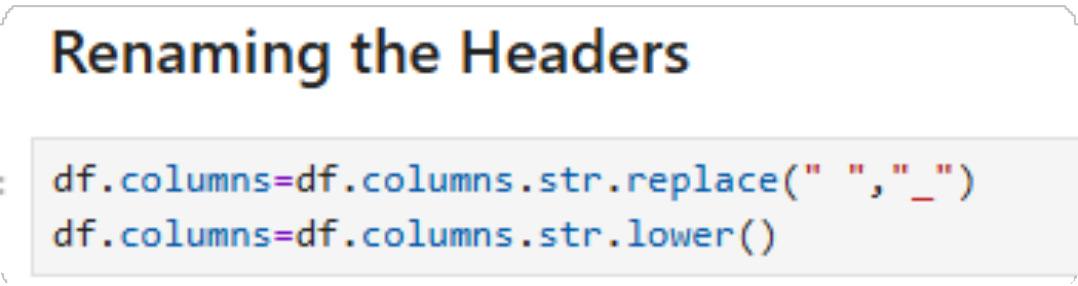 Renaming the Headers
df.columns=df.columns.str.replace(" ","_")
df.columns=df.columns.str.lower()